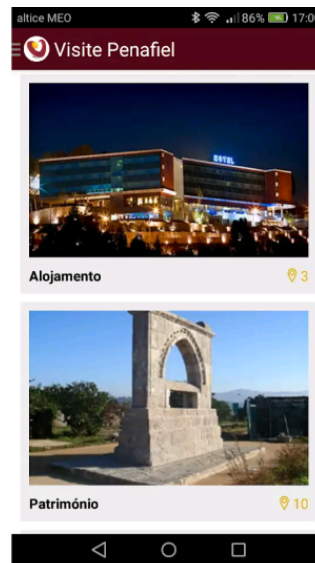 altice MEO 86% 17:0
Visite Penafiel
HOTEL
Alojamento 3
Património 10